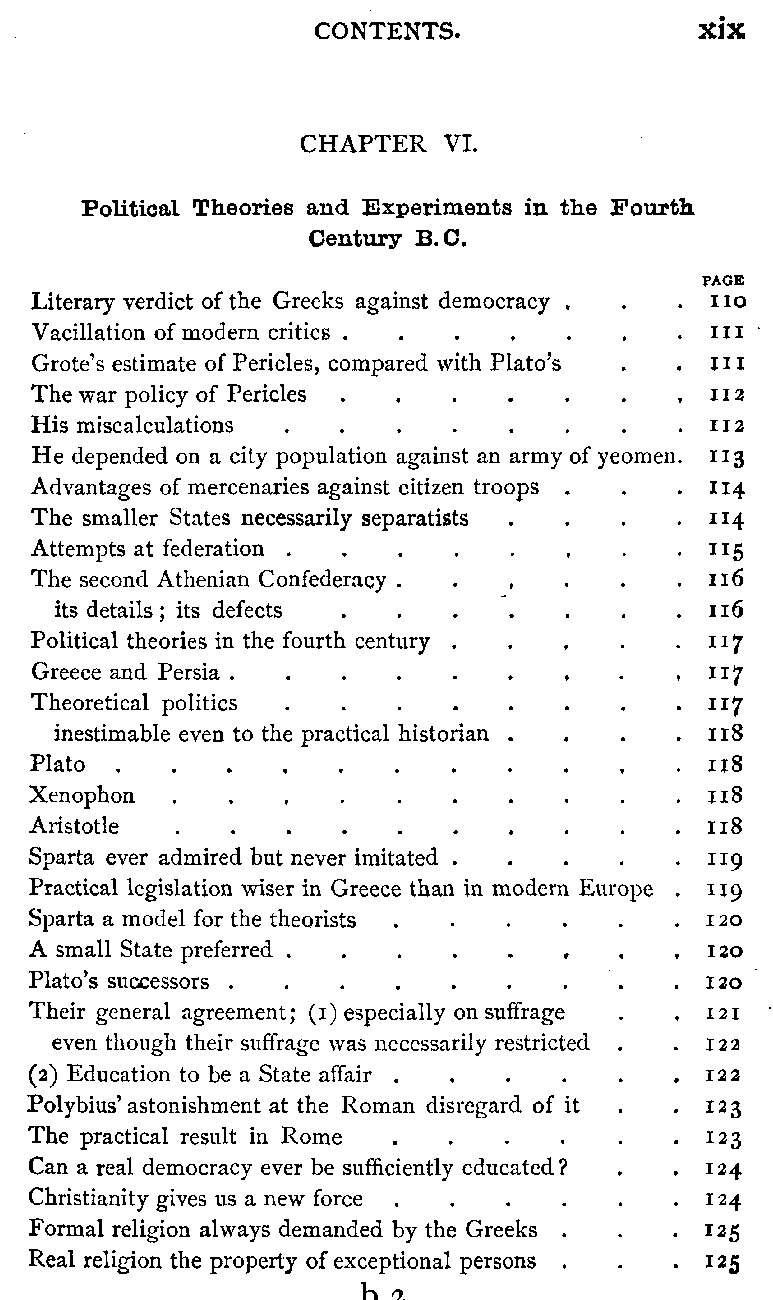 CONTENTS. xix
CHAPTER VI.
Political Theories and Experiments in the Fourth
Century B.C.
PAGE
Literary verdict of the Greeks against democracy . . . 110
Vacillation of modern critics . . . . . . . 111
Grote's estimate of Pericles, compared with Plato's . . 111
The war policy of Pericles . . . . . . . 112
His miscalculations . . . . . . . . 112
He depended on a city population against an army of yeomen. 113
Advantages of mercenaries against citizen troops . . . 114
The smaller States necessarily separatists . . . . 114
Attempts at federation . . . . . . . . 115
The second Athenian Confederacy . . . . . . 116
its details; its defects . . . . . . . 116
Political theories in the fourth century . . . . . 117
Greece and Persia . . . . . . . . . 117
Theoretical politics . . . . . . . . 117
inestimable even to the practical historian . . . . 118
Plato . . . . . . . . . . . 118
Xenophon . . . . . . . . . . 118
Aristotle . . . . . . . . . . 118
Sparta ever admired but never imitated . . . . . 119
Practical legislation wiser in Greece than in modern Europe . 119
Sparta a model for the theorists . . . . . . 120
A small State preferred . . . . . . . . 120
Plato's successors . . . . . . . . . 120
Their general agreement; (1) especially on suffrage . . 121
even though their suffrage was necessarily restricted . . 122
(2) Education to be a State affair . . . . . . 122
Polybius' astonishment at the Roman disregard of it . . 123
The practical result in Rome . . . . . . 123
Can a real democracy ever be sufficiently educated? . . 124
Christianity gives us a new force . . . . . . 124
Formal religion always demanded by the Greeks . . . 125
Real religion the property of exceptional persons . . . 125
b 2